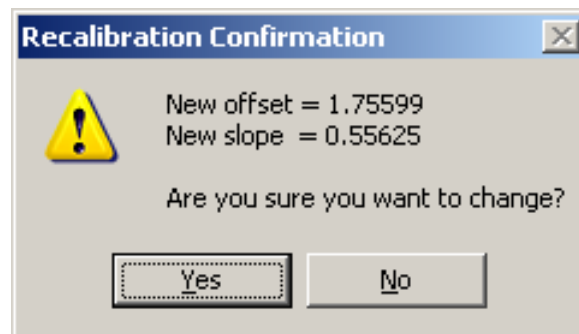 Recalibration Confirmation
New offset = 1.75599
New slope = 0.55625
Are you sure you want to change?
Yes
No